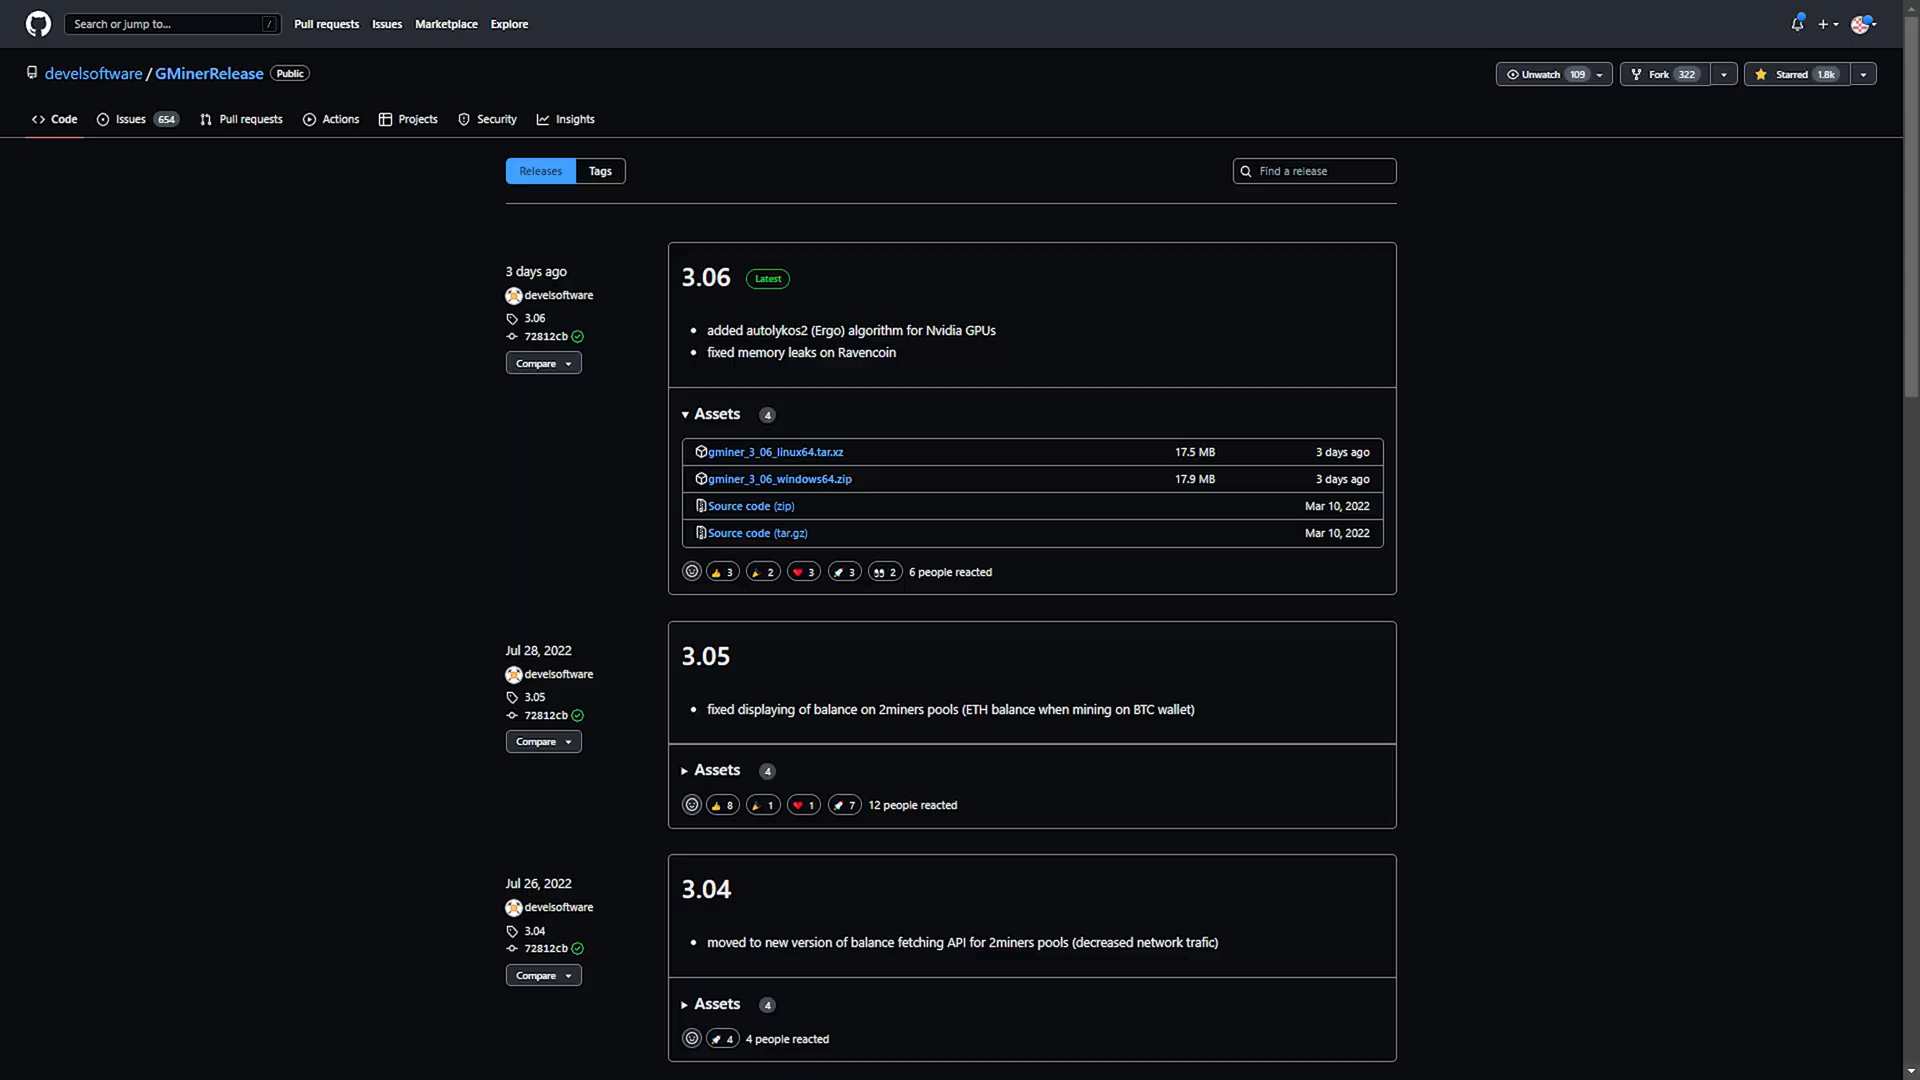 Search or jump to... /
Pull requests Issues Marketplace Explore
develsoftware / GMinerRelease Public
Unwatch 109 Fork 322 Starred 1.8k
Code Issues 654 Pull requests Actions Projects Security Insights
Releases Tags
Find a release
3 days ago
develsoftware
3.06
72812cb
Compare
3.06 Latest
added autolykos2 (Ergo) algorithm for Nvidia GPUs
fixed memory leaks on Ravencoin
Assets 4
gminer_3_06_linux64.tar.xz 17.5 MB 3 days ago
gminer_3_06_windows64.zip 17.9 MB 3 days ago
Source code (zip) Mar 10, 2022
Source code (tar.gz) Mar 10, 2022
3 2 3 3 2 6 people reacted
Jul 28, 2022
develsoftware
3.05
72812cb
Compare
3.05
fixed displaying of balance on 2miners pools (ETH balance when mining on BTC wallet)
Assets 4
8 1 1 7 12 people reacted
Jul 26, 2022
develsoftware
3.04
72812cb
Compare
3.04
moved to new version of balance fetching API for 2miners pools (decreased network trafic)
Assets 4
4 4 people reacted